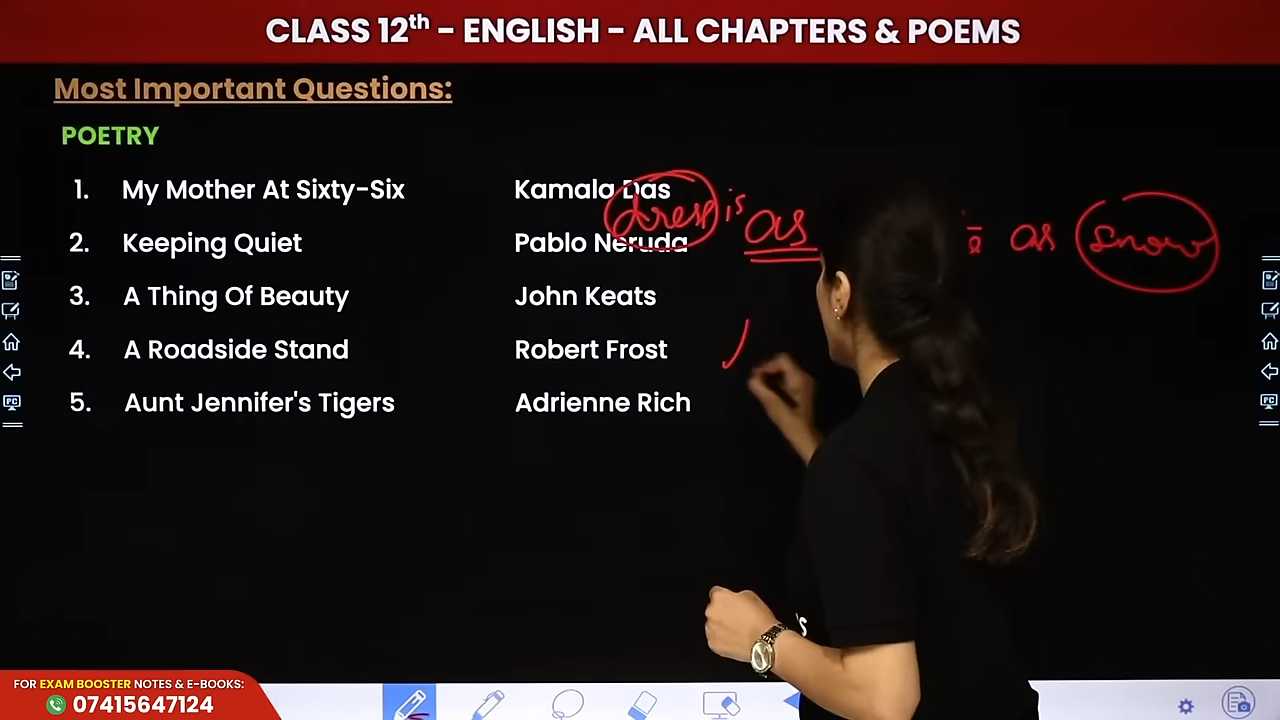 CLASS 12th - ENGLISH - ALL CHAPTERS & POEMS
Most Important Questions:
POETRY
1. My Mother At Sixty-Six Kamala Das
2. Keeping Quiet Pablo Neruda
3. A Thing Of Beauty John Keats
4. A Roadside Stand Robert Frost
5. Aunt Jennifer's Tigers Adrienne Rich
dress is as as snow
FOR EXAM BOOSTER NOTES & E-BOOKS:
07415647124